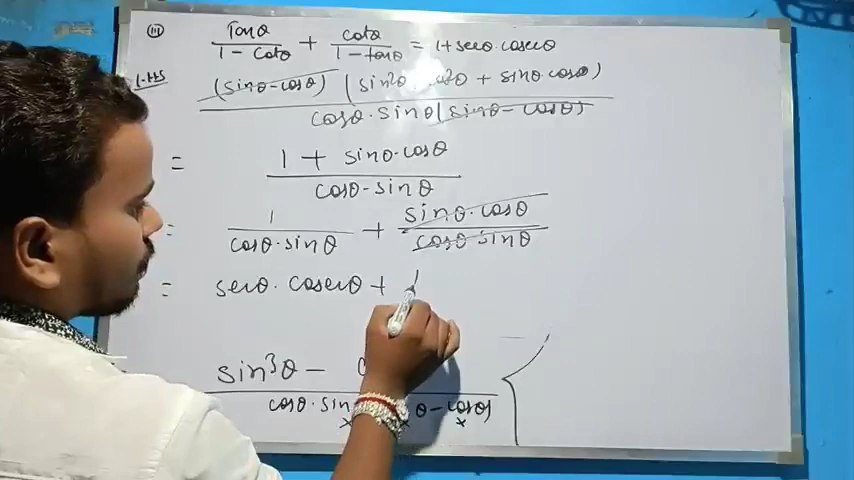 (iii) Tanθ / 1 - Cotθ + cotθ / 1 - tanθ = 1 + secθ.cosecθ
L.H.S
(sinθ - cosθ) (sin²θ + cos²θ + sinθ.cosθ) / cosθ.sinθ (sinθ - cosθ)
= 1 + sinθ.cosθ / cosθ.sinθ
= 1 / cosθ.sinθ + sinθ.cosθ / cosθ.sinθ
= secθ. cosecθ + 1
sin³θ - / cosθ.sin θ - cosθ)